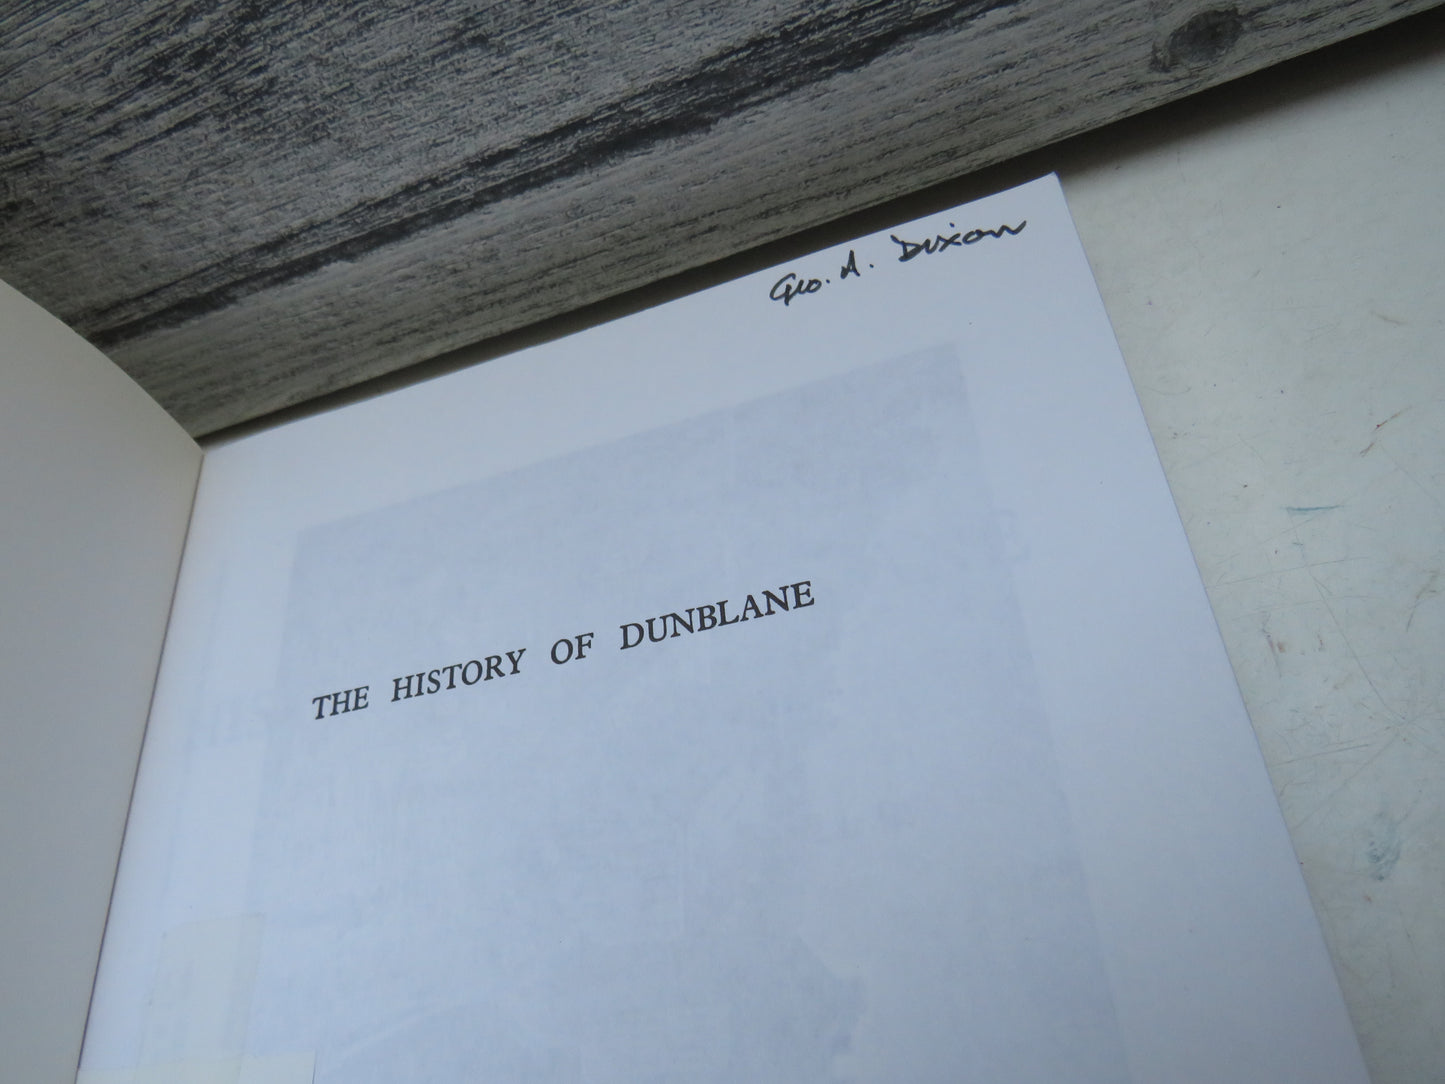 Geo. A. Dixon
THE HISTORY OF DUNBLANE